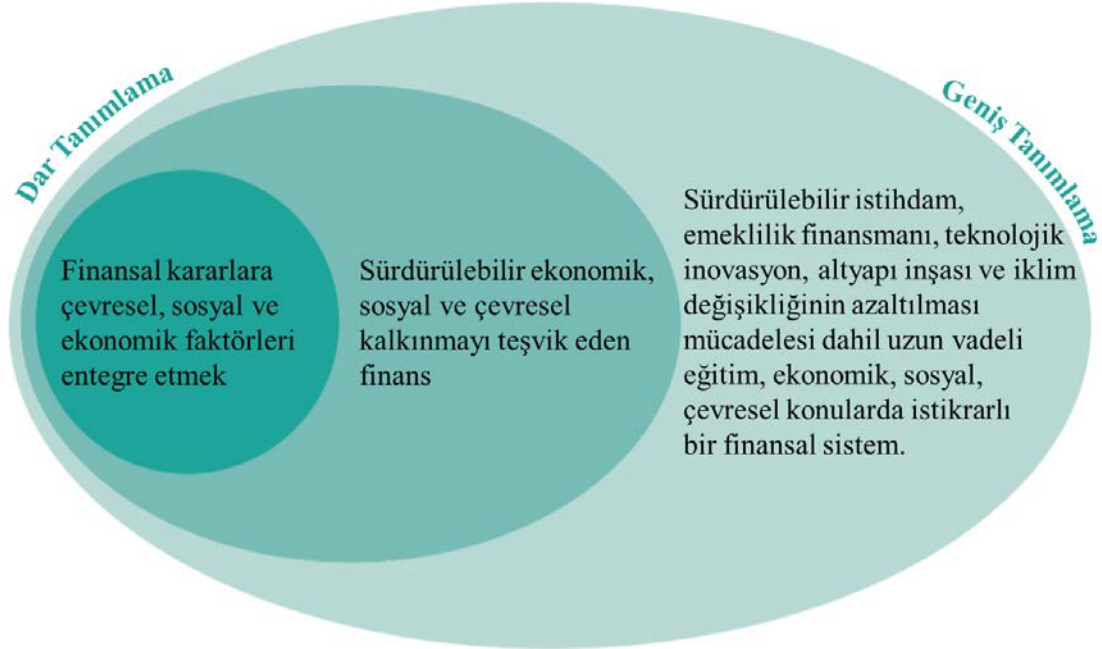 Dar Tanımlama
Geniş Tanımlama
Finansal kararlara
çevresel, sosyal ve
ekonomik faktörleri
entegre etmek
Sürdürülebilir ekonomik,
sosyal ve çevresel
kalkınmayı teşvik eden
finans
Sürdürülebilir istihdam,
emeklilik finansmanı, teknolojik
inovasyon, altyapı inşası ve iklim
değişikliğinin azaltılması
mücadelesi dahil uzun vadeli
eğitim, ekonomik, sosyal,
çevresel konularda istikrarlı
bir finansal sistem.